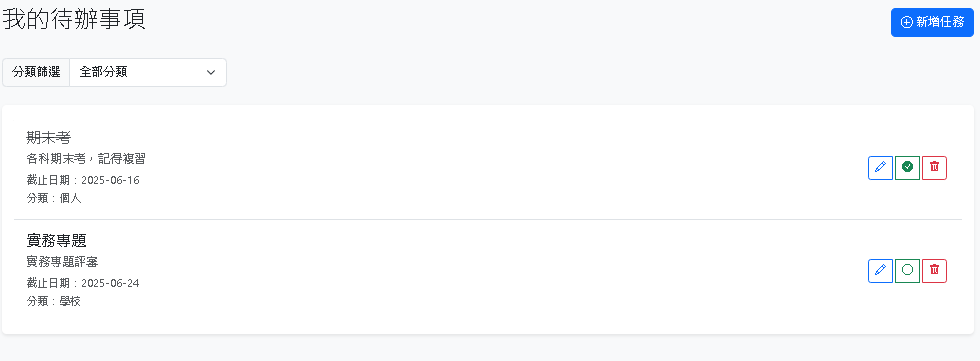 我的待辦事項
新增任務
分類篩選 全部分類
期末考
各科期末考，記得複習
截止日期：2025-06-16
分類：個人
實務專題
實務專題評審
截止日期：2025-06-24
分類：學校